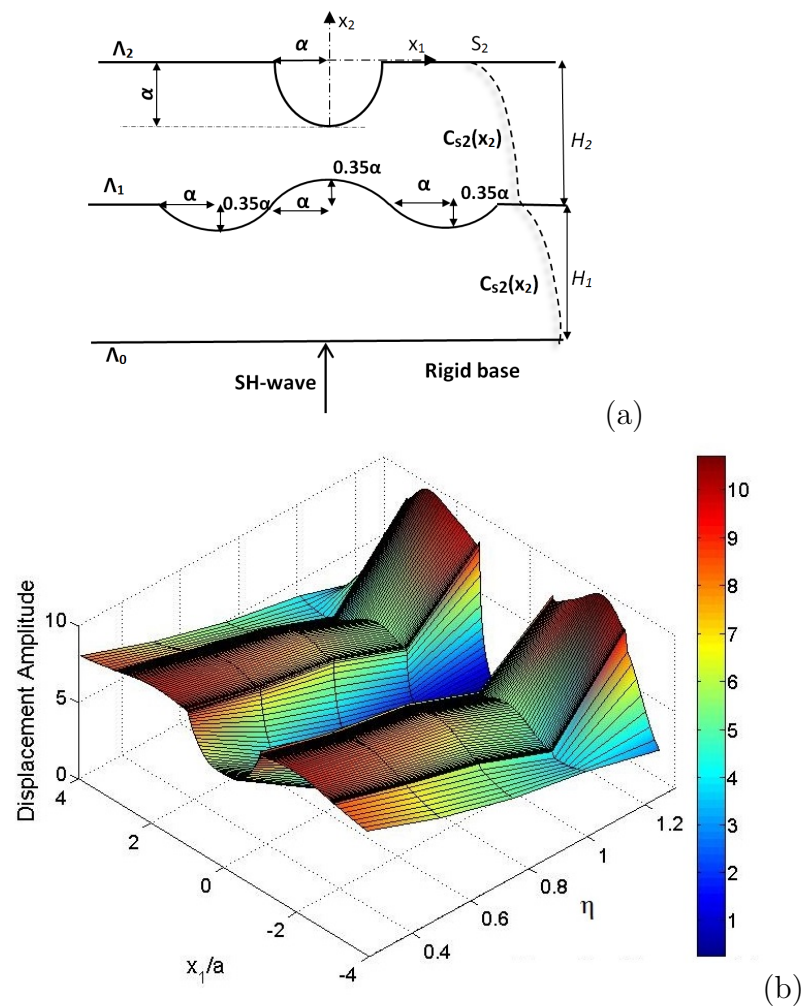 x₂
Λ₂ α x₁ S₂
α
C_S2(x₂) H₂
0.35α
Λ₁ α 0.35α α α 0.35α
C_S2(x₂) H₁
Λ₀
SH-wave Rigid base
(a)
10
9
8
7
6
5
4
3
2
1
Displacement Amplitude
10
5
0
4
2
0
-2
-4
x₁/a
0.4
0.6
0.8
1
1.2
η
(b)